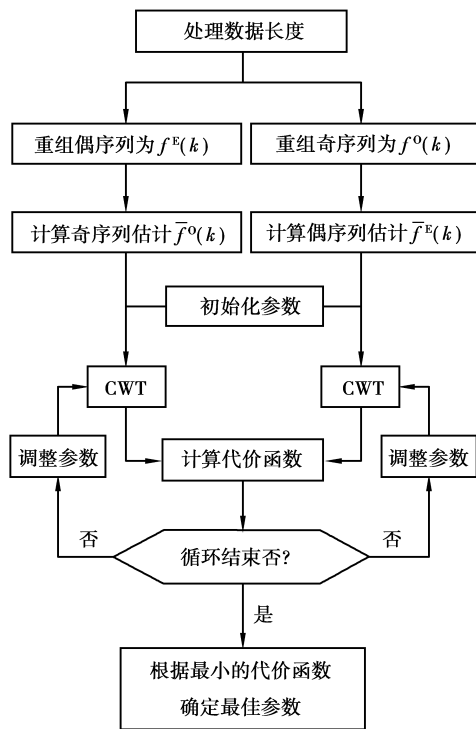 处理数据长度
重组偶序列为 fᴱ(k)
重组奇序列为 fᴼ(k)
计算奇序列估计 f̅ᴼ(k)
计算偶序列估计 f̅ᴱ(k)
初始化参数
CWT
CWT
调整参数
计算代价函数
调整参数
否
循环结束否?
否
是
根据最小的代价函数
确定最佳参数